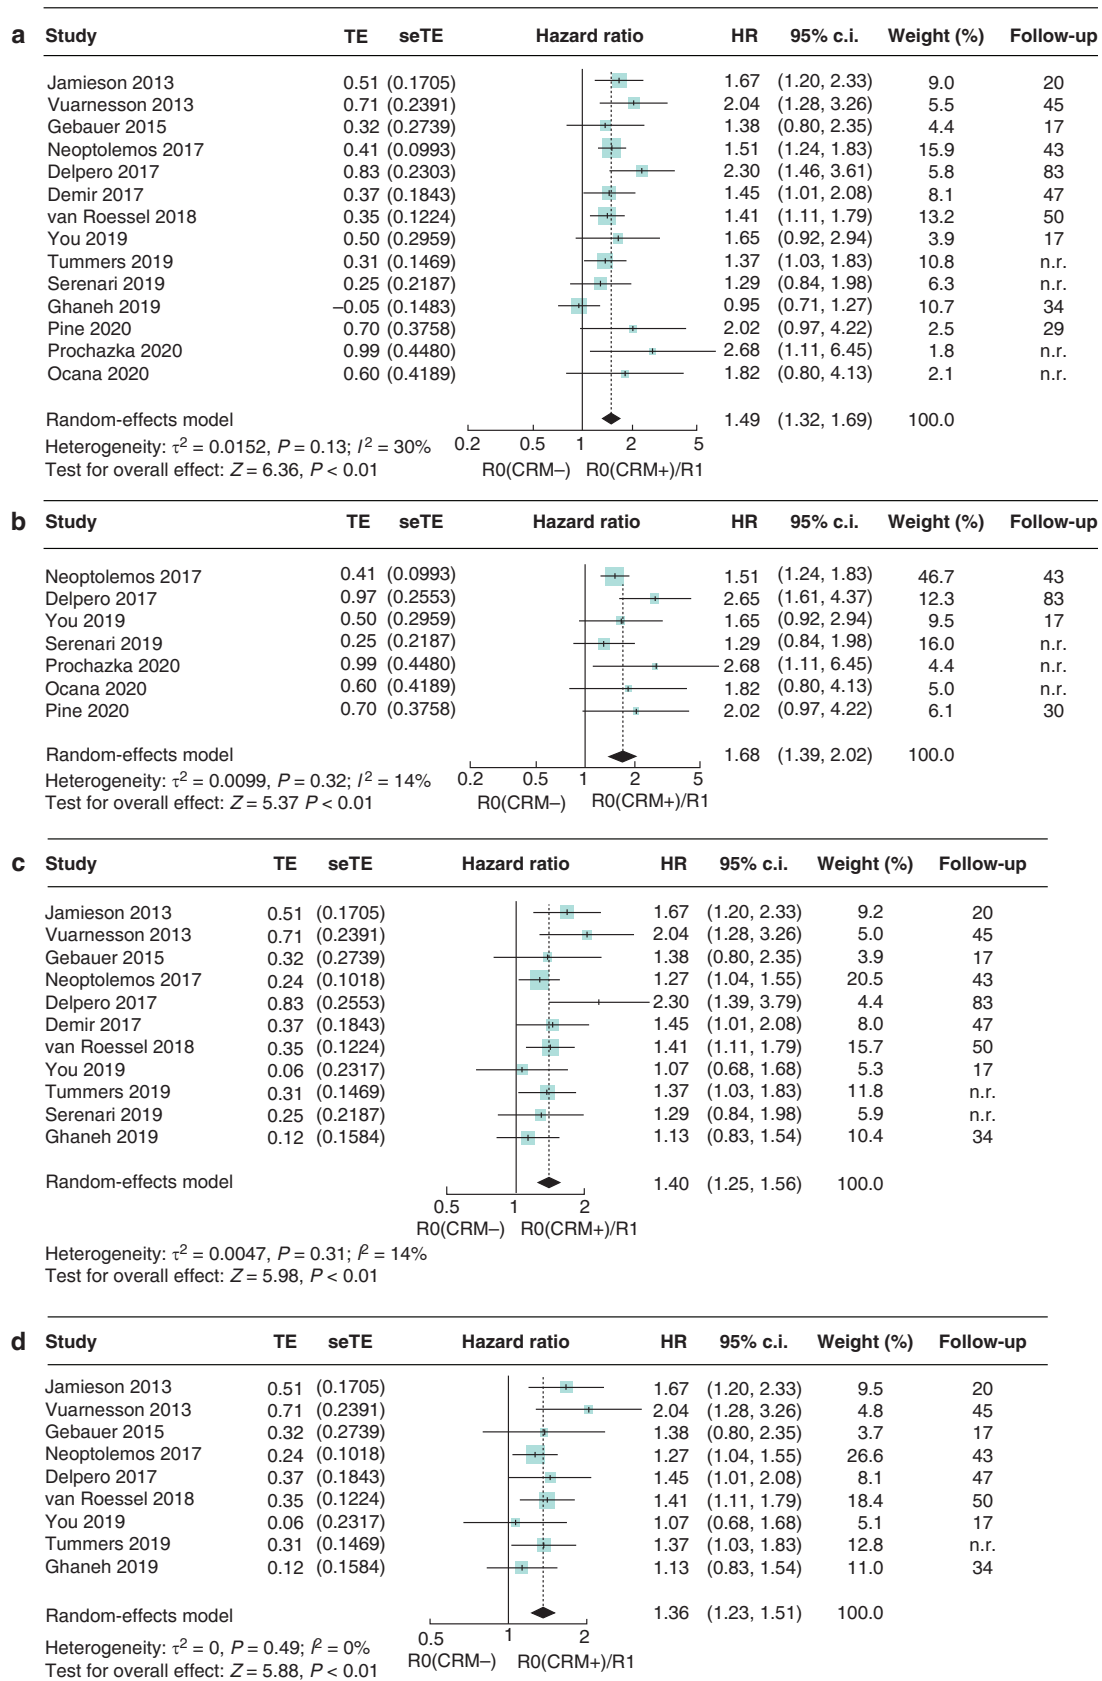 a Study TE seTE Hazard ratio HR 95% c.i. Weight (%) Follow-up
Jamieson 2013 0.51 (0.1705) 1.67 (1.20, 2.33) 9.0 20
Vuarnesson 2013 0.71 (0.2391) 2.04 (1.28, 3.26) 5.5 45
Gebauer 2015 0.32 (0.2739) 1.38 (0.80, 2.35) 4.4 17
Neoptolemos 2017 0.41 (0.0993) 1.51 (1.24, 1.83) 15.9 43
Delpero 2017 0.83 (0.2303) 2.30 (1.46, 3.61) 5.8 83
Demir 2017 0.37 (0.1843) 1.45 (1.01, 2.08) 8.1 47
van Roessel 2018 0.35 (0.1224) 1.41 (1.11, 1.79) 13.2 50
You 2019 0.50 (0.2959) 1.65 (0.92, 2.94) 3.9 17
Tummers 2019 0.31 (0.1469) 1.37 (1.03, 1.83) 10.8 n.r.
Serenari 2019 0.25 (0.2187) 1.29 (0.84, 1.98) 6.3 n.r.
Ghaneh 2019 –0.05 (0.1483) 0.95 (0.71, 1.27) 10.7 34
Pine 2020 0.70 (0.3758) 2.02 (0.97, 4.22) 2.5 29
Prochazka 2020 0.99 (0.4480) 2.68 (1.11, 6.45) 1.8 n.r.
Ocana 2020 0.60 (0.4189) 1.82 (0.80, 4.13) 2.1 n.r.
Random-effects model 1.49 (1.32, 1.69) 100.0
Heterogeneity: τ² = 0.0152, P = 0.13; I² = 30% 0.2 0.5 1 2 5
Test for overall effect: Z = 6.36, P < 0.01 R0(CRM–) R0(CRM+)/R1
b Study TE seTE Hazard ratio HR 95% c.i. Weight (%) Follow-up
Neoptolemos 2017 0.41 (0.0993) 1.51 (1.24, 1.83) 46.7 43
Delpero 2017 0.97 (0.2553) 2.65 (1.61, 4.37) 12.3 83
You 2019 0.50 (0.2959) 1.65 (0.92, 2.94) 9.5 17
Serenari 2019 0.25 (0.2187) 1.29 (0.84, 1.98) 16.0 n.r.
Prochazka 2020 0.99 (0.4480) 2.68 (1.11, 6.45) 4.4 n.r.
Ocana 2020 0.60 (0.4189) 1.82 (0.80, 4.13) 5.0 n.r.
Pine 2020 0.70 (0.3758) 2.02 (0.97, 4.22) 6.1 30
Random-effects model 1.68 (1.39, 2.02) 100.0
Heterogeneity: τ² = 0.0099, P = 0.32; I² = 14% 0.2 0.5 1 2 5
Test for overall effect: Z = 5.37 P < 0.01 R0(CRM–) R0(CRM+)/R1
c Study TE seTE Hazard ratio HR 95% c.i. Weight (%) Follow-up
Jamieson 2013 0.51 (0.1705) 1.67 (1.20, 2.33) 9.2 20
Vuarnesson 2013 0.71 (0.2391) 2.04 (1.28, 3.26) 5.0 45
Gebauer 2015 0.32 (0.2739) 1.38 (0.80, 2.35) 3.9 17
Neoptolemos 2017 0.24 (0.1018) 1.27 (1.04, 1.55) 20.5 43
Delpero 2017 0.83 (0.2553) 2.30 (1.39, 3.79) 4.4 83
Demir 2017 0.37 (0.1843) 1.45 (1.01, 2.08) 8.0 47
van Roessel 2018 0.35 (0.1224) 1.41 (1.11, 1.79) 15.7 50
You 2019 0.06 (0.2317) 1.07 (0.68, 1.68) 5.3 17
Tummers 2019 0.31 (0.1469) 1.37 (1.03, 1.83) 11.8 n.r.
Serenari 2019 0.25 (0.2187) 1.29 (0.84, 1.98) 5.9 n.r.
Ghaneh 2019 0.12 (0.1584) 1.13 (0.83, 1.54) 10.4 34
Random-effects model 1.40 (1.25, 1.56) 100.0
0.5 1 2
R0(CRM–) R0(CRM+)/R1
Heterogeneity: τ² = 0.0047, P = 0.31; I² = 14%
Test for overall effect: Z = 5.98, P < 0.01
d Study TE seTE Hazard ratio HR 95% c.i. Weight (%) Follow-up
Jamieson 2013 0.51 (0.1705) 1.67 (1.20, 2.33) 9.5 20
Vuarnesson 2013 0.71 (0.2391) 2.04 (1.28, 3.26) 4.8 45
Gebauer 2015 0.32 (0.2739) 1.38 (0.80, 2.35) 3.7 17
Neoptolemos 2017 0.24 (0.1018) 1.27 (1.04, 1.55) 26.6 43
Delpero 2017 0.37 (0.1843) 1.45 (1.01, 2.08) 8.1 47
van Roessel 2018 0.35 (0.1224) 1.41 (1.11, 1.79) 18.4 50
You 2019 0.06 (0.2317) 1.07 (0.68, 1.68) 5.1 17
Tummers 2019 0.31 (0.1469) 1.37 (1.03, 1.83) 12.8 n.r.
Ghaneh 2019 0.12 (0.1584) 1.13 (0.83, 1.54) 11.0 34
Random-effects model 1.36 (1.23, 1.51) 100.0
0.5 1 2
Heterogeneity: τ² = 0, P = 0.49; I² = 0% R0(CRM–) R0(CRM+)/R1
Test for overall effect: Z = 5.88, P < 0.01